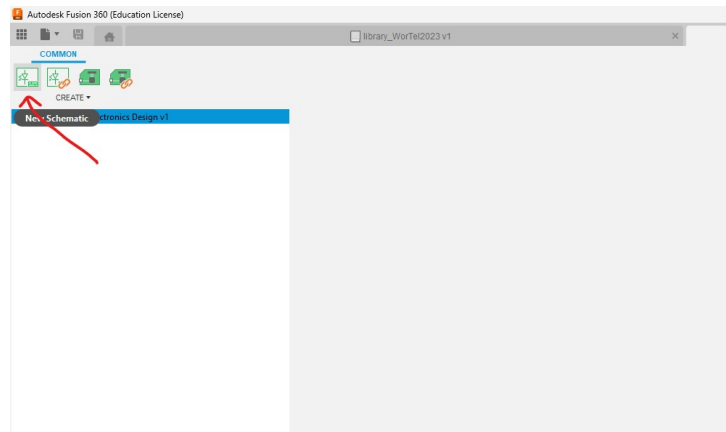 Autodesk Fusion 360 (Education License)
library_WorTel2023 v1
COMMON
CREATE
New Schematic ctronics Design v1